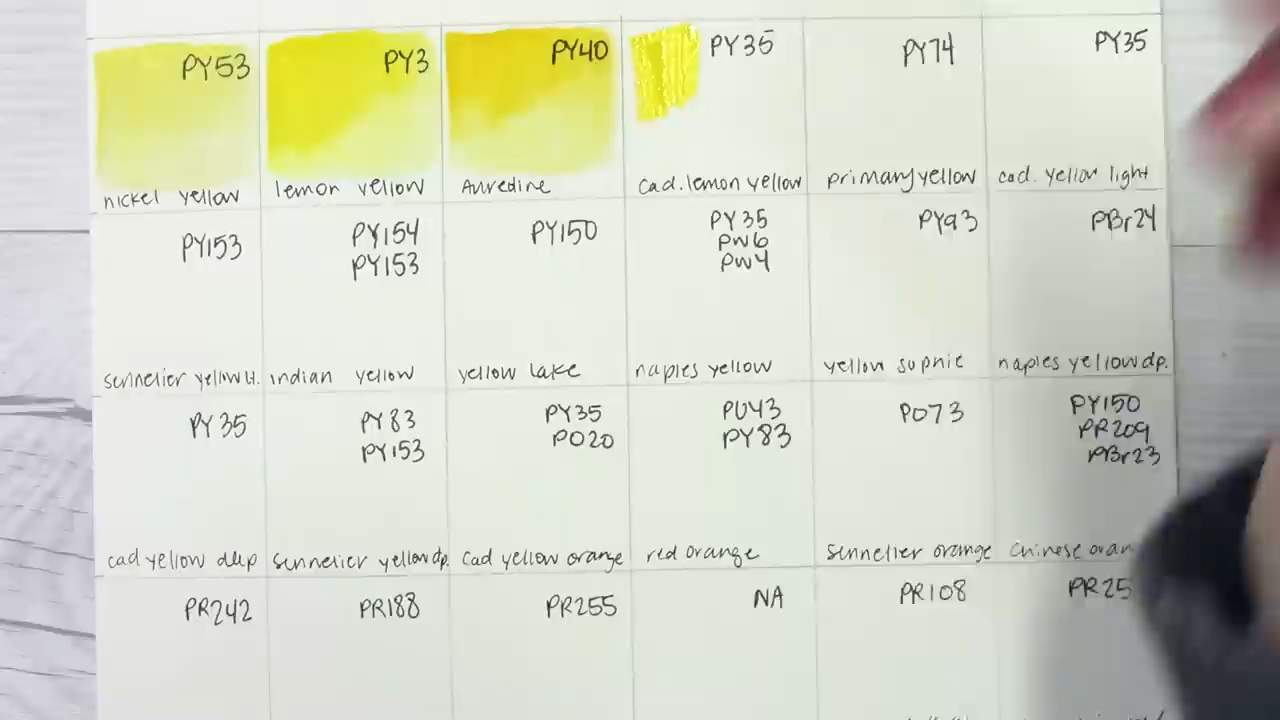 PY53 PY3 PY40 PY35 PY74 PY35
nickel yellow lemon yellow Auredine cad. lemon yellow primary yellow cad. yellow light
PY153 PY154 PY150 PY35 PY93 PBr24
PY153 PW6
PW4
sennelier yellow lt. indian yellow yellow lake naples yellow yellow sophie naples yellow dp.
PY35 PY83 PY35 PO43 PO73 PY150
PY153 PO20 PY83 PR209
PBr23
cad yellow deep sennelier yellow dp. cad yellow orange red orange sennelier orange chinese oran
PR242 PR188 PR255 NA PR108 PR25